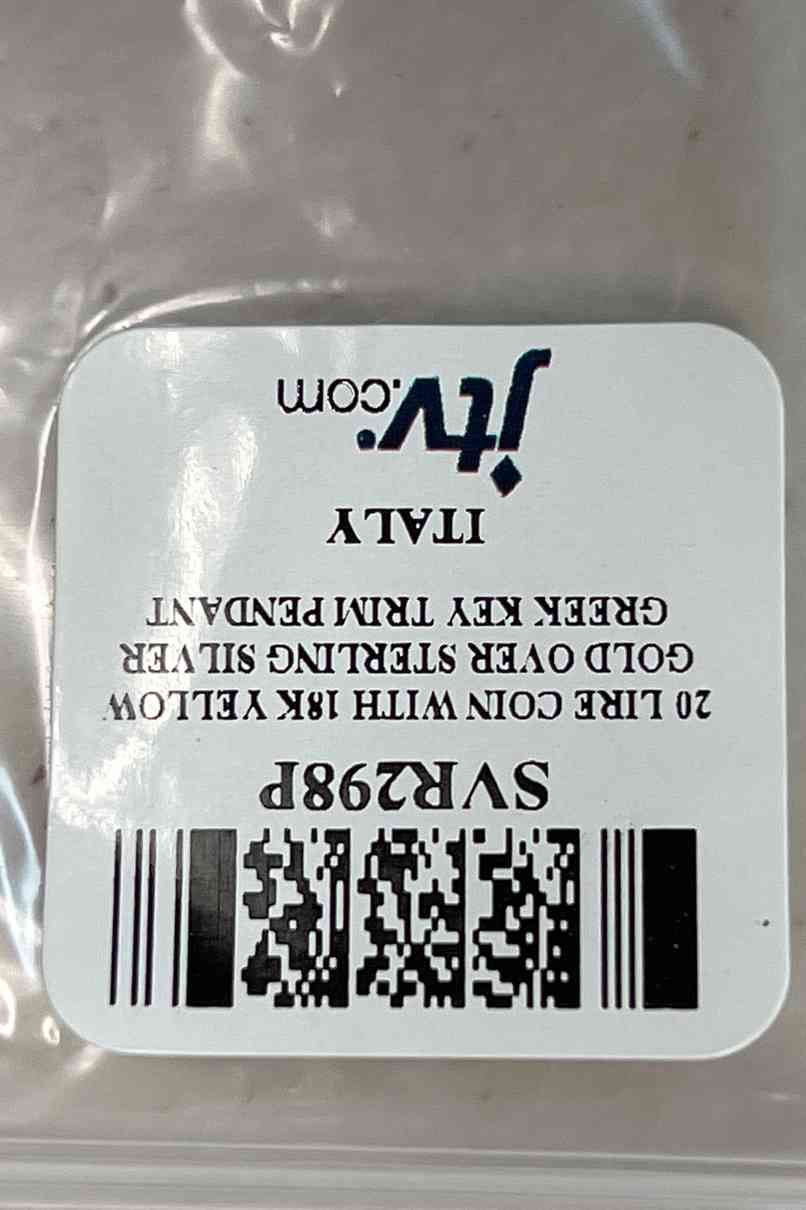 SVR298P
20 LIRE COIN WITH 18K YELLOW
GOLD OVER STERLING SILVER
GREEK KEY TRIM PENDANT
ITALY
jtv.com